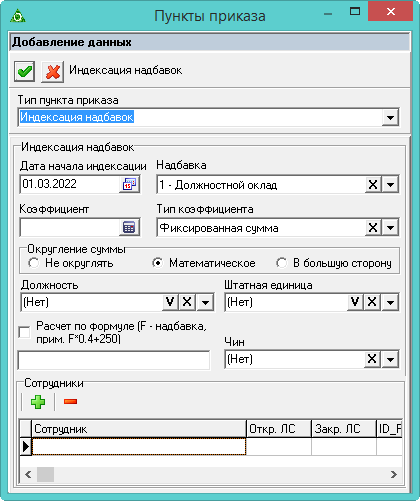 Пункты приказа
Добавление данных
Индексация надбавок
Тип пункта приказа
Индексация надбавок
Индексация надбавок
Дата начала индексации Надбавка
01.03.2022 15 1 - Должностной оклад X
Коэффициент Тип коэффициента
Фиксированная сумма X
Округление суммы
Не округлять Математическое В большую сторону
Должность Штатная единица
(Нет) V X (Нет) V X
Расчет по формуле (F - надбавка,
прим. F*0.4+250)
Чин
(Нет) X
Сотрудники
Сотрудник Откр. ЛС Закр. ЛС ID_F